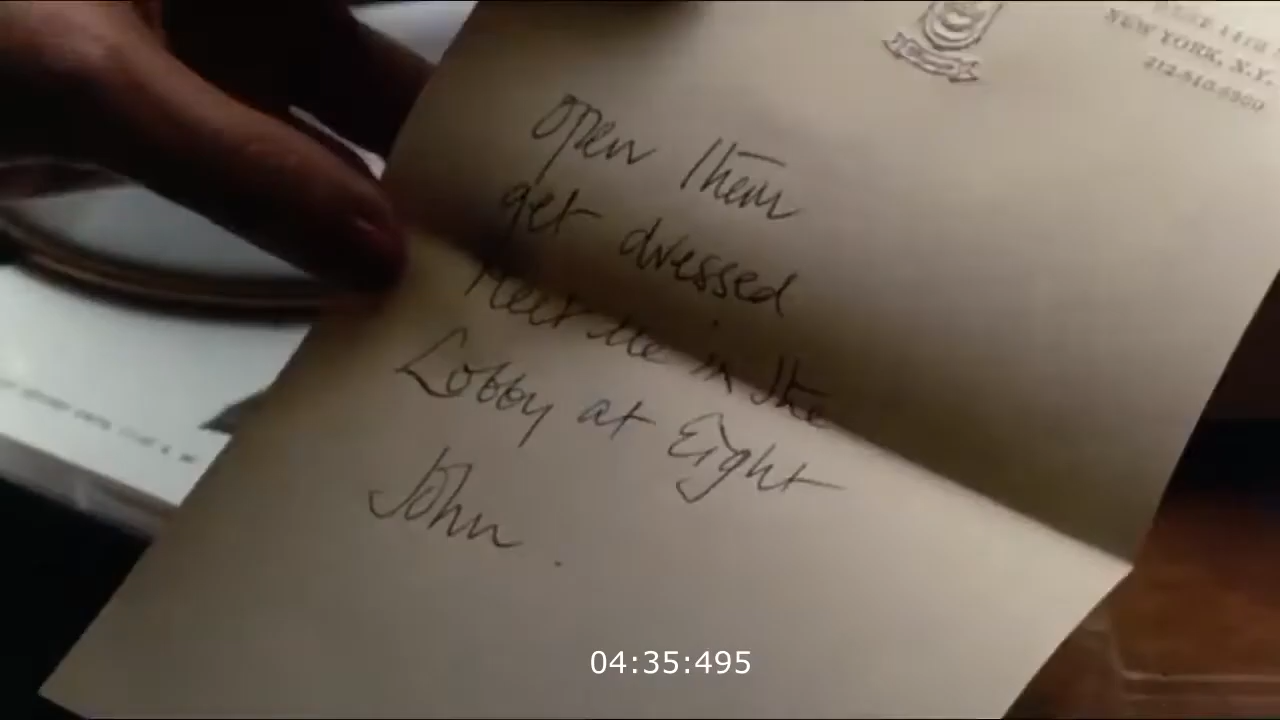 NEW YORK, N.Y.
open them
get dressed
Meet me in the
Lobby at Eight
John.
04:35:495